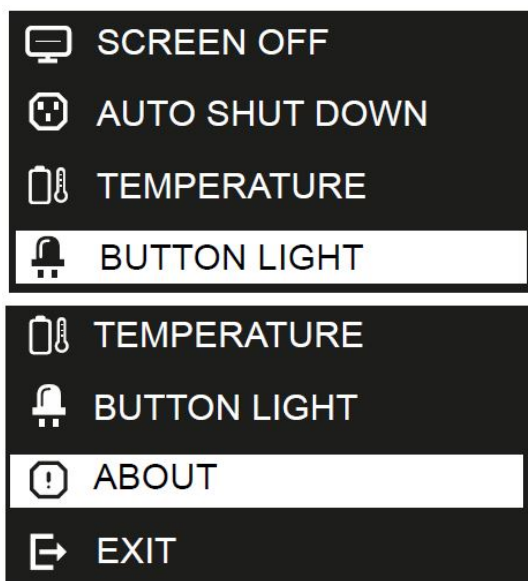 SCREEN OFF
AUTO SHUT DOWN
TEMPERATURE
BUTTON LIGHT
TEMPERATURE
BUTTON LIGHT
ABOUT
EXIT